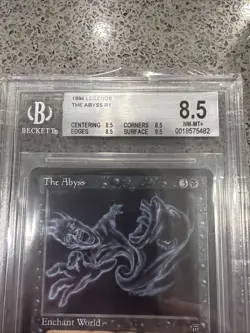 1994 LEGENDS
THE ABYSS R1
CENTERING 8.5 CORNERS 8.5
EDGES 8.5 SURFACE 9.5
8.5
NM-MT+
0018575482
BECKETT
The Abyss
3
Enchant World